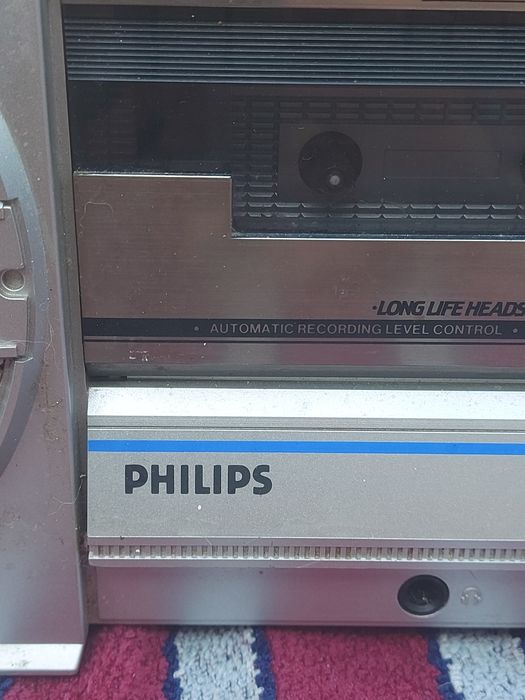 ·LONG LIFE HEADS
• AUTOMATIC RECORDING LEVEL CONTROL •
PHILIPS